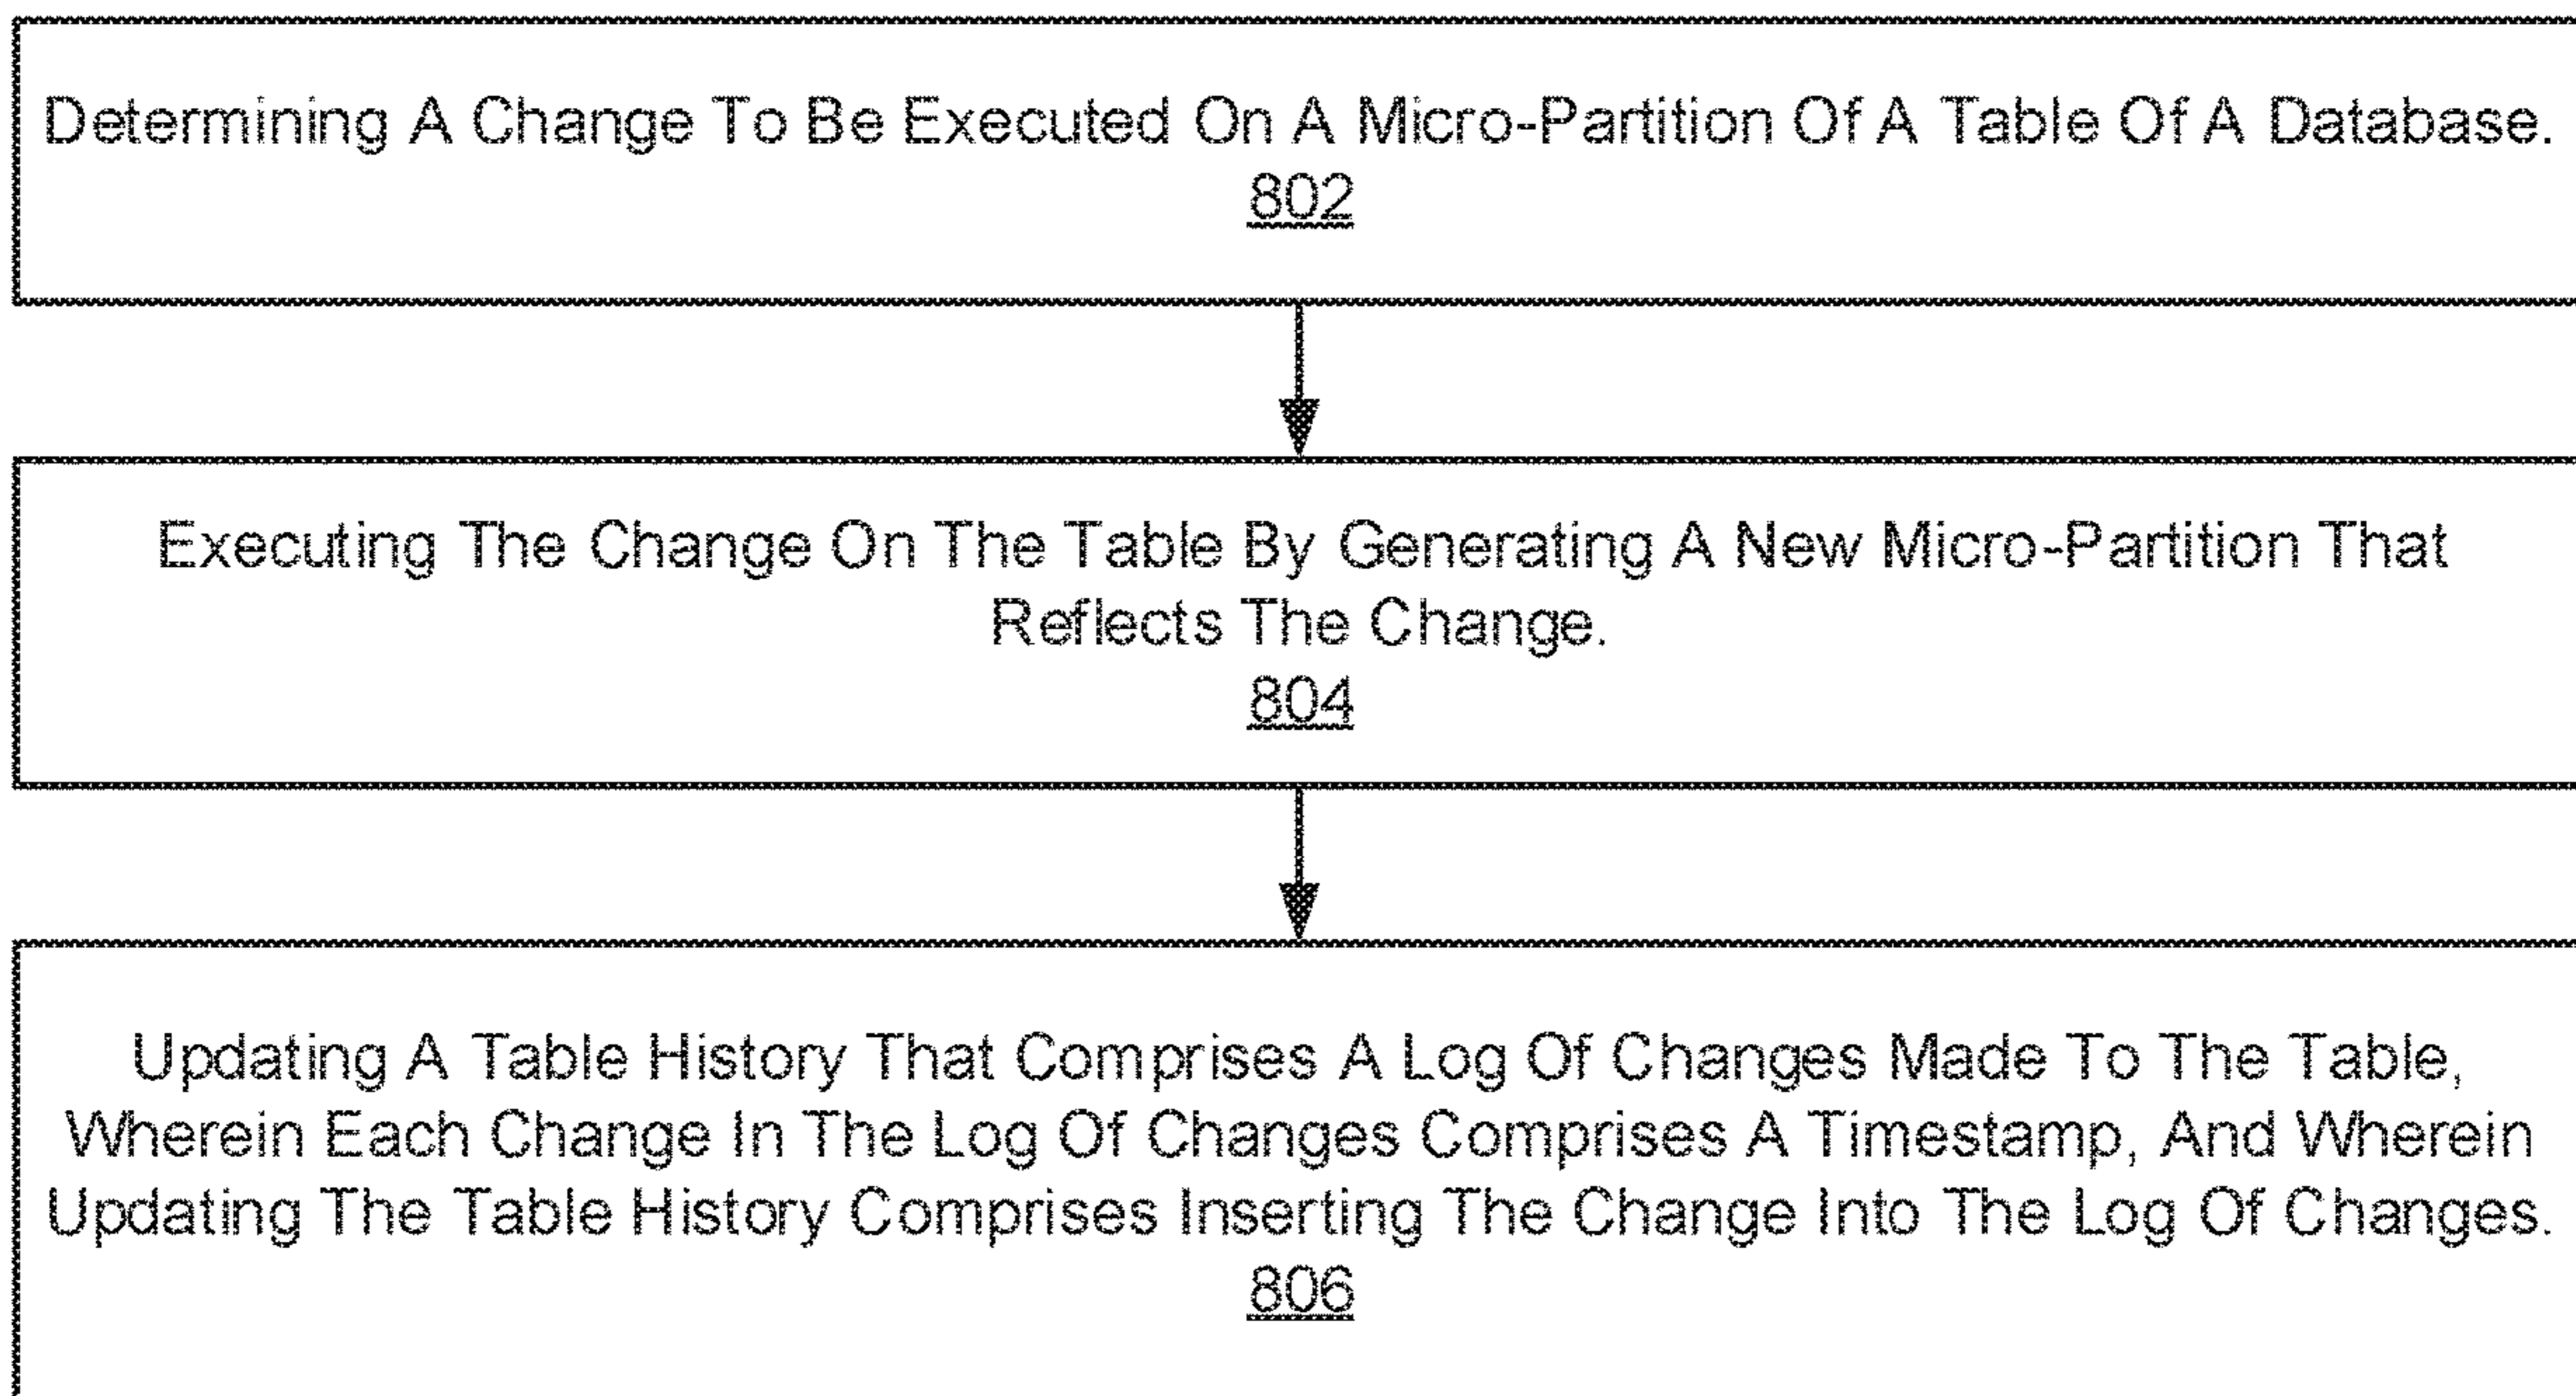 Determining A Change To Be Executed On A Micro-Partition Of A Table Of A Database.
802
Executing The Change On The Table By Generating A New Micro-Partition That
Reflects The Change.
804
Updating A Table History That Comprises A Log Of Changes Made To The Table,
Wherein Each Change In The Log Of Changes Comprises A Timestamp, And Wherein
Updating The Table History Comprises Inserting The Change Into The Log Of Changes.
806